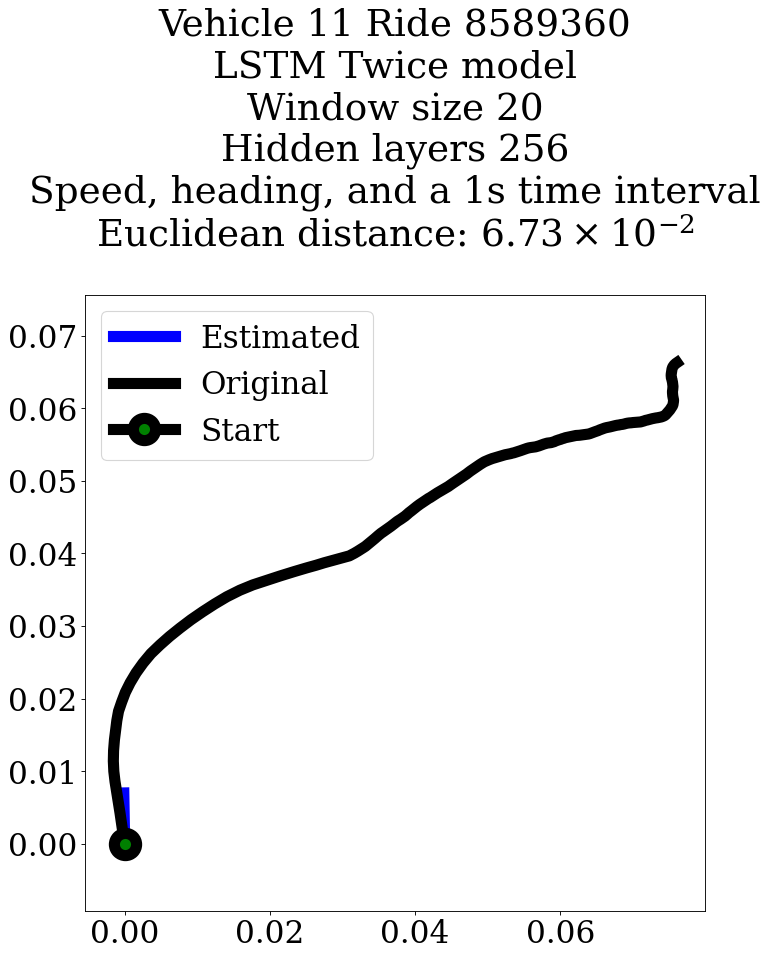 Vehicle 11 Ride 8589360
LSTM Twice model
Window size 20
Hidden layers 256
Speed, heading, and a 1s time interval
Euclidean distance: 6.73 × 10⁻²
Estimated
Original
Start
0.07
0.06
0.05
0.04
0.03
0.02
0.01
0.00
0.00 0.02 0.04 0.06